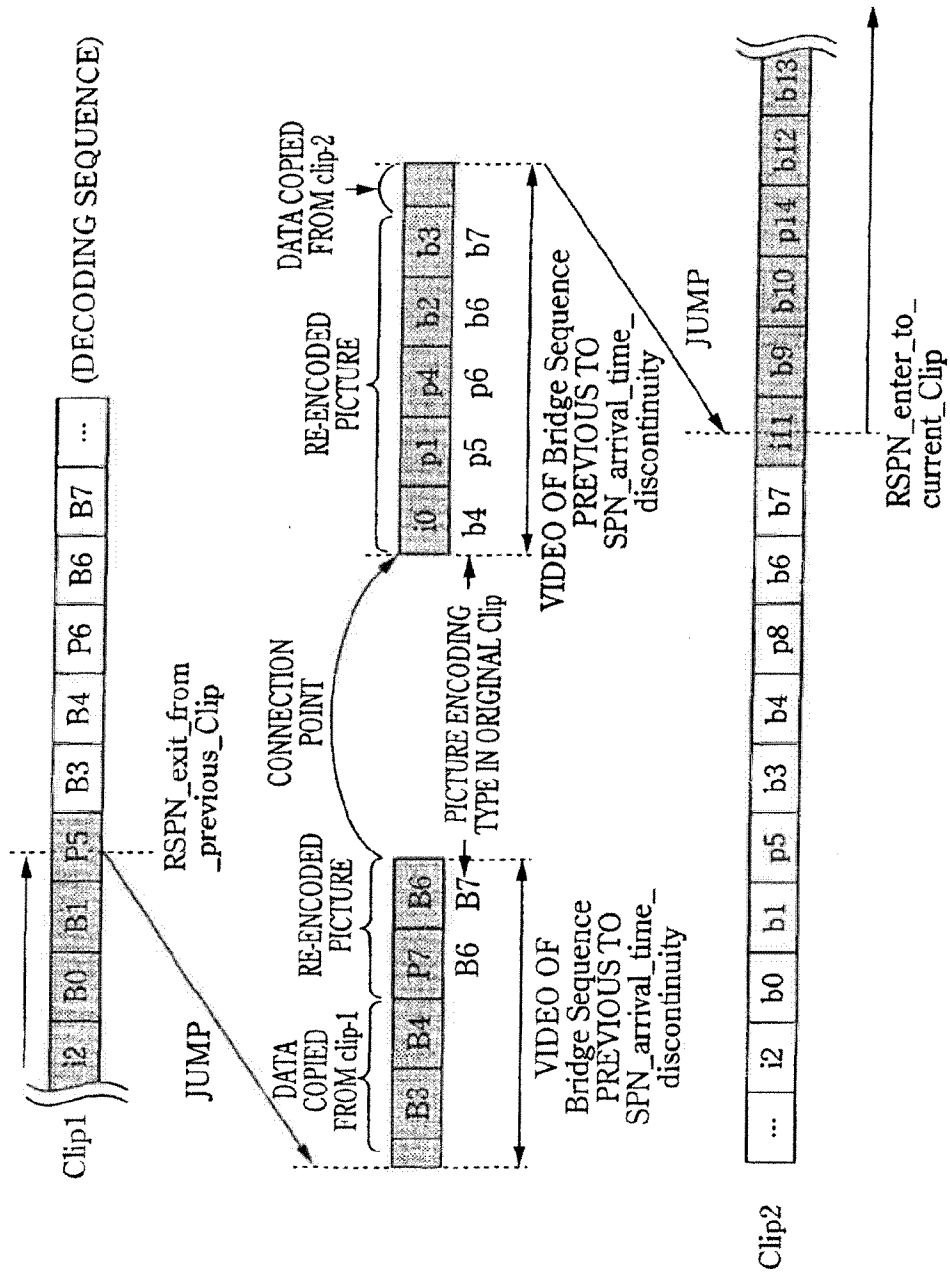 Clip1
i2 B0 B1 P5 B3 B4 P6 B6 B7 ... (DECODING SEQUENCE)
RSPN_exit_from
_previous_Clip
JUMP
DATA
COPIED
FROM clip-1
RE-ENCODED
PICTURE
CONNECTION
POINT
RE-ENCODED
PICTURE
DATA COPIED
FROM clip-2
B3 B4 P7 B6
B6 B7
PICTURE ENCODING
TYPE IN ORIGINAL Clip
i0 p1 p4 b2 b3
b4 p5 p6 b6 b7
VIDEO OF
Bridge Sequence
PREVIOUS TO
SPN_arrival_time_
discontinuity
VIDEO OF Bridge Sequence
PREVIOUS TO
SPN_arrival_time_
discontinuity
JUMP
Clip2
... i2 b0 b1 p5 b3 b4 p8 b6 b7 i11 b9 b10 p14 b12 b13
RSPN_enter_to_
current_Clip